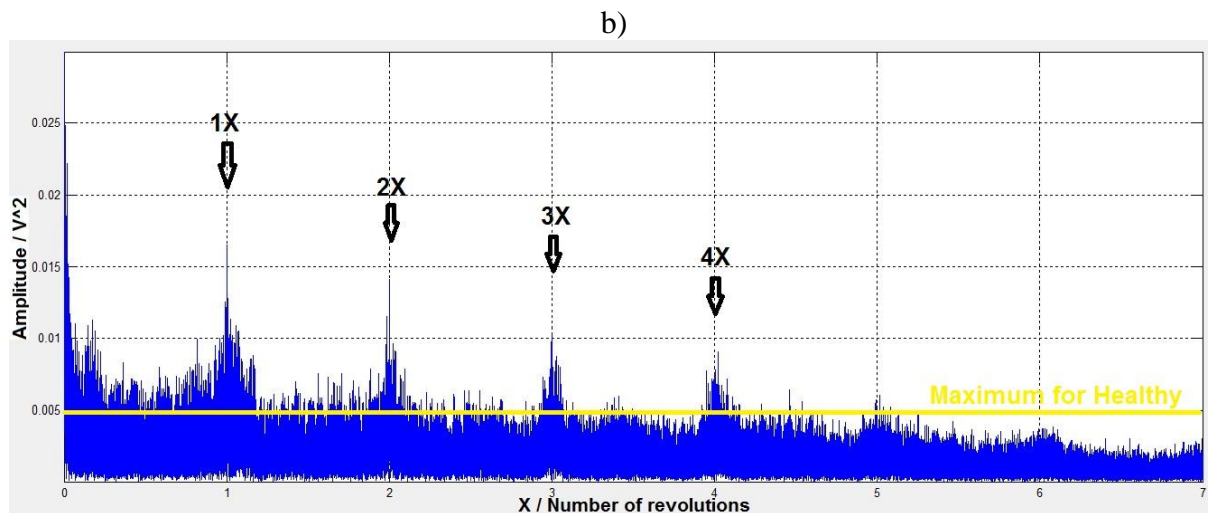 b)
0.025
0.02
0.015
0.01
0.005
Amplitude / V^2
1X
2X
3X
4X
Maximum for Healthy
0
1
2
3
4
5
6
7
X / Number of revolutions